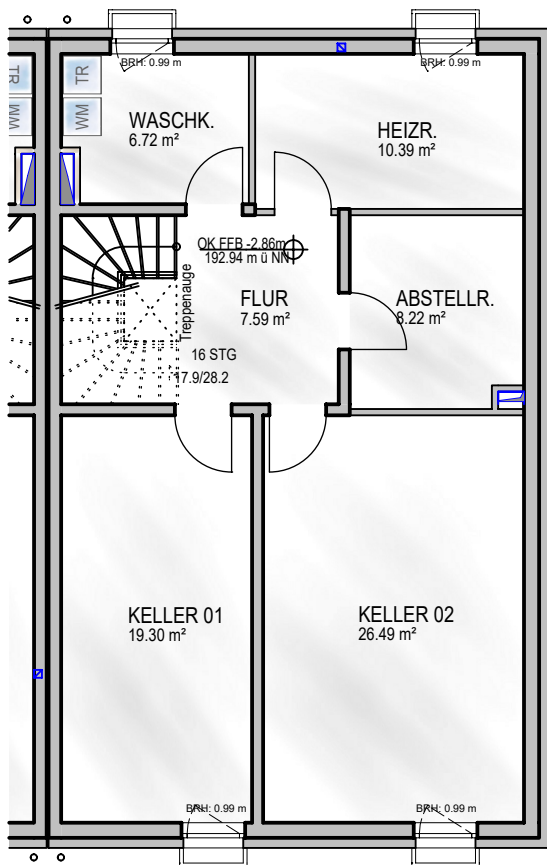 BRH: 0.99 m
BRH: 0.99 m
TR
TR
WM
WM
WASCHK.
6.72 m²
HEIZR.
10.39 m²
OK FFB -2.86m
192.94 m ü NN
Treppenauge
FLUR
7.59 m²
ABSTELLR.
8.22 m²
16 STG
17.9/28.2
KELLER 01
19.30 m²
KELLER 02
26.49 m²
BRH: 0.99 m
BRH: 0.99 m